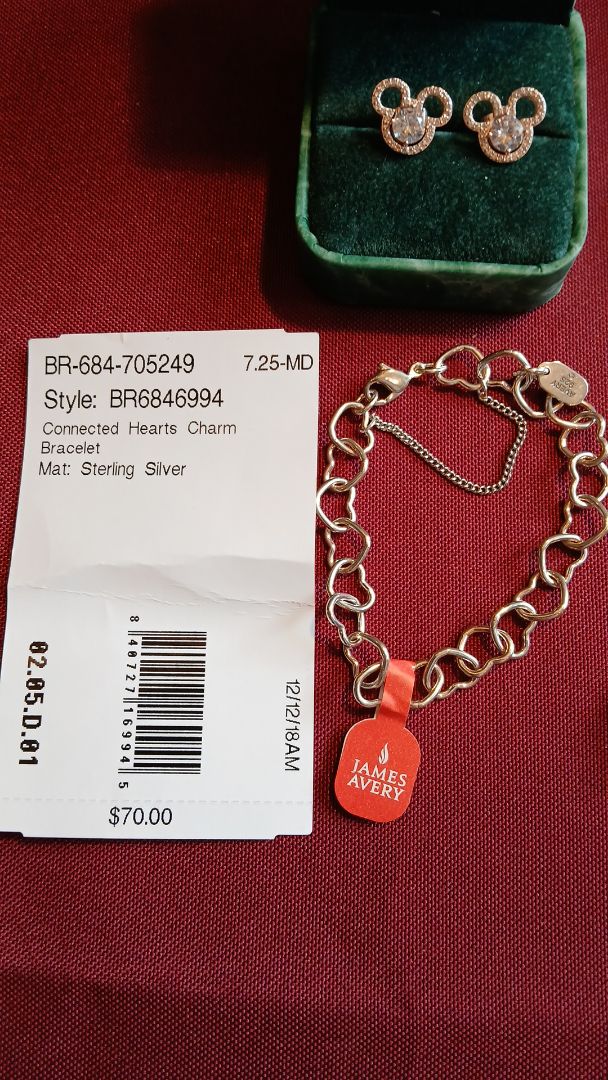 BR-684-705249 7.25-MD
Style: BR6846994
Connected Hearts Charm
Bracelet
Mat: Sterling Silver
02.05.D.01
8 40727 16994 5
12/12/18AM
$70.00
JAMES
AVERY